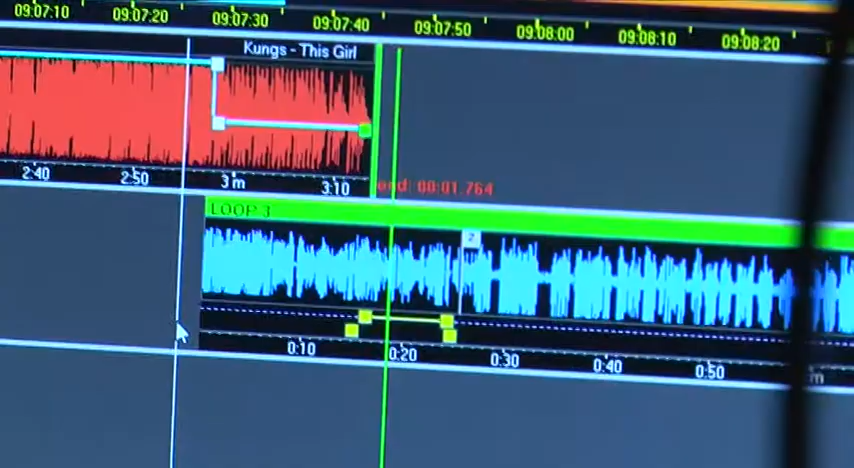 09:07:10 09:07:20 09:07:30 09:07:40 09:07:50 09:08:00 09:08:10 09:08:20
Kungs - This Girl
2:40 2:50 3 m 3:10
end: 00:01.764
LOOP 3
2
0:10 0:20 0:30 0:40 0:50 m